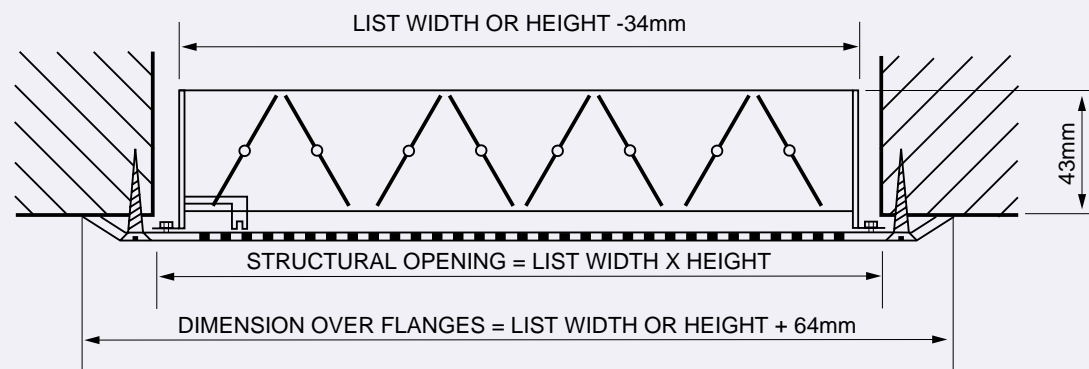 LIST WIDTH OR HEIGHT -34mm
43mm
STRUCTURAL OPENING = LIST WIDTH X HEIGHT
DIMENSION OVER FLANGES = LIST WIDTH OR HEIGHT + 64mm